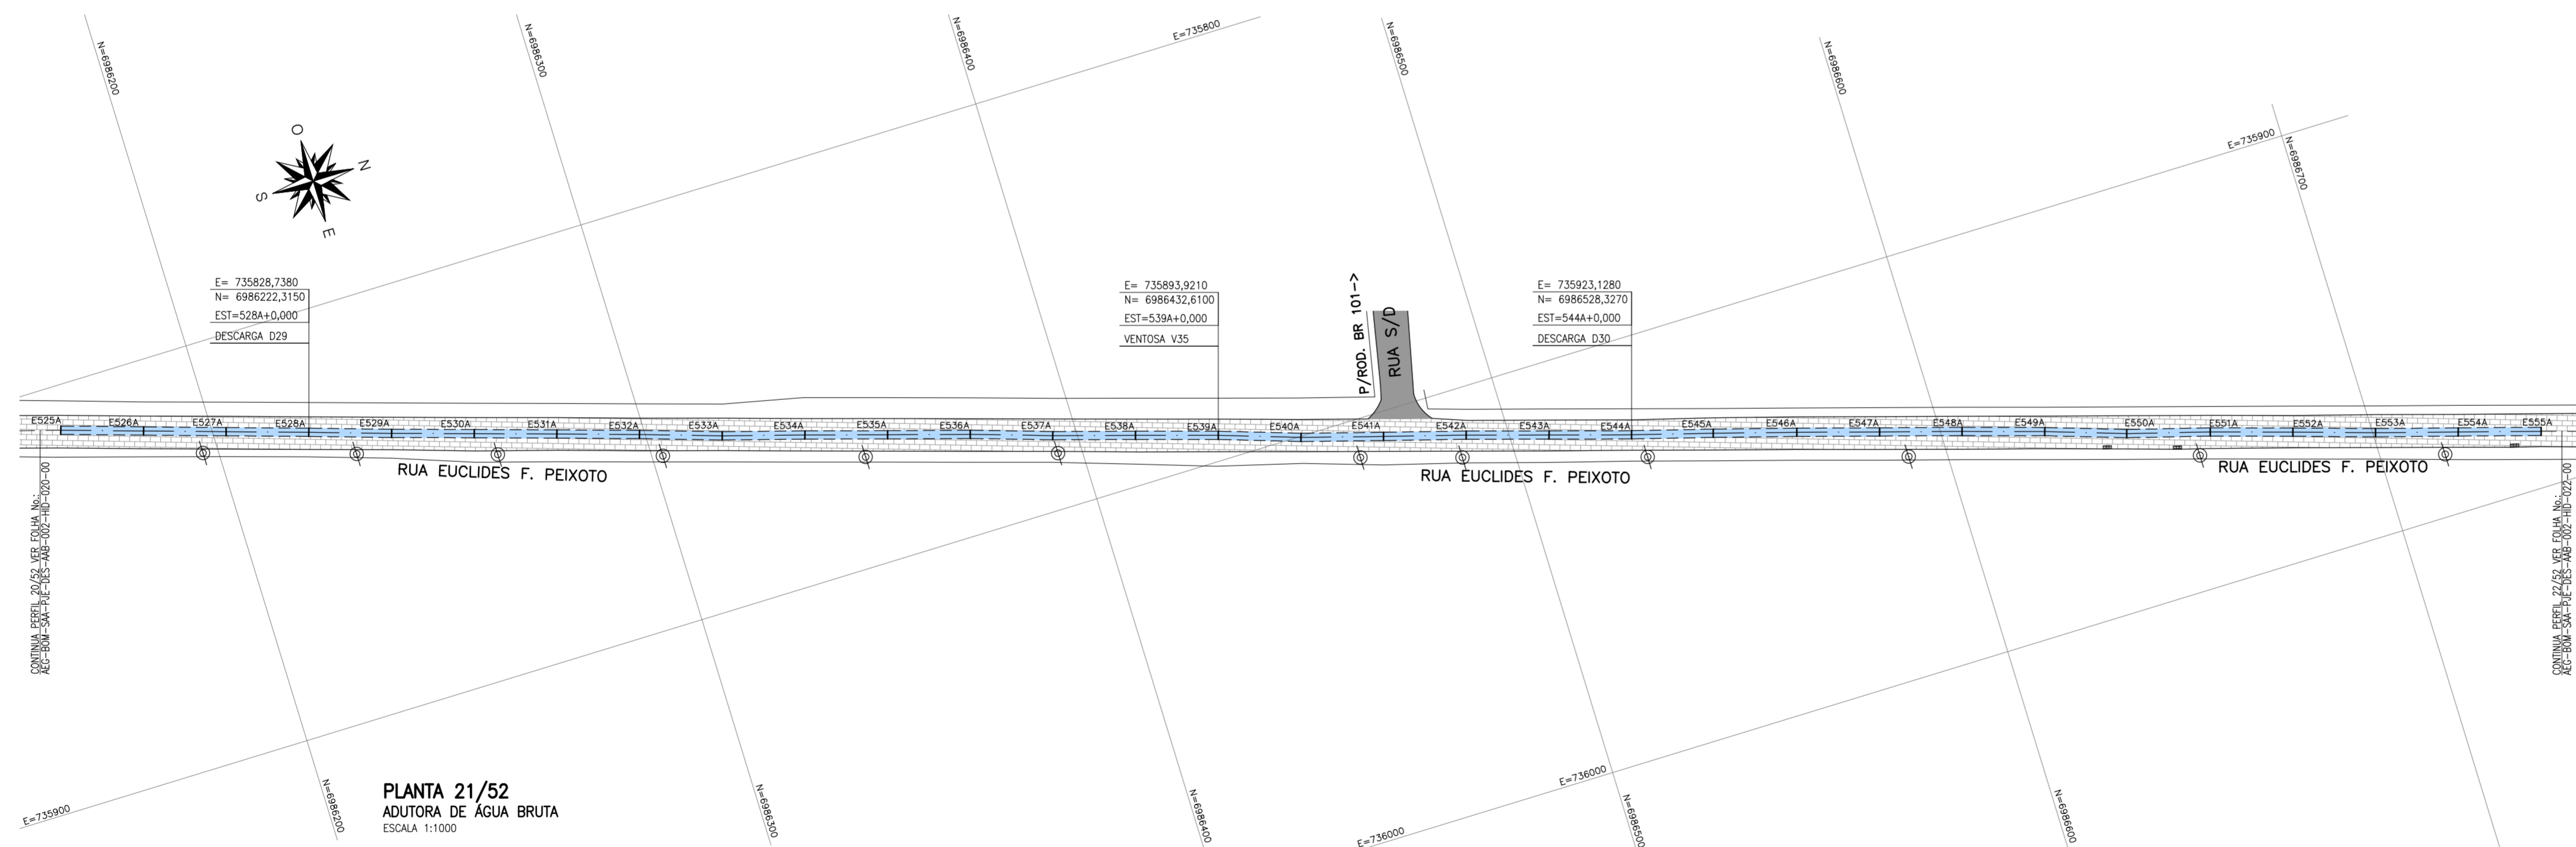 N=6986200
N=6986300
N=6986400
E=735800
N=6986500
N=6986600
E=735900
N=6986700
O
N
S
E
E= 735828,7380
N= 6986222,3150
EST=528A+0,000
DESCARGA D29
E= 735893,9210
N= 6986432,6100
EST=539A+0,000
VENTOSA V35
P/ROD. BR 101->
RUA S/D
E= 735923,1280
N= 6986528,3270
EST=544A+0,000
DESCARGA D30
E525A
E526A
E527A
E528A
E529A
E530A
E531A
E532A
E533A
E534A
E535A
E536A
E537A
E538A
E539A
E540A
E541A
E542A
E543A
E544A
E545A
E546A
E547A
E548A
E549A
E550A
E551A
E552A
E553A
E554A
E555A
RUA EUCLIDES F. PEIXOTO
RUA EUCLIDES F. PEIXOTO
RUA EUCLIDES F. PEIXOTO
CONTINUA PERFIL 20/52 VER FOLHA No.:
AEG-BOM-SAA-PJE-DES-AAB-002-HID-020-00
CONTINUA PERFIL 22/52 VER FOLHA No.:
AEG-BOM-SAA-PJE-DES-AAB-002-HID-022-00
E=735900
N=6986200
PLANTA 21/52
ADUTORA DE ÁGUA BRUTA
ESCALA 1:1000
N=6986300
N=6986400
E=736000
E=736000
N=6986500
N=6986600